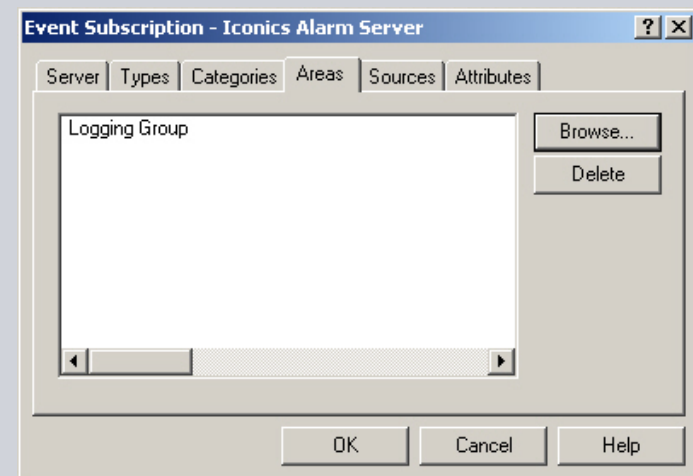 Event Subscription - Iconics Alarm Server ? X
Server Types Categories Areas Sources Attributes
Logging Group
Browse...
Delete
OK Cancel Help